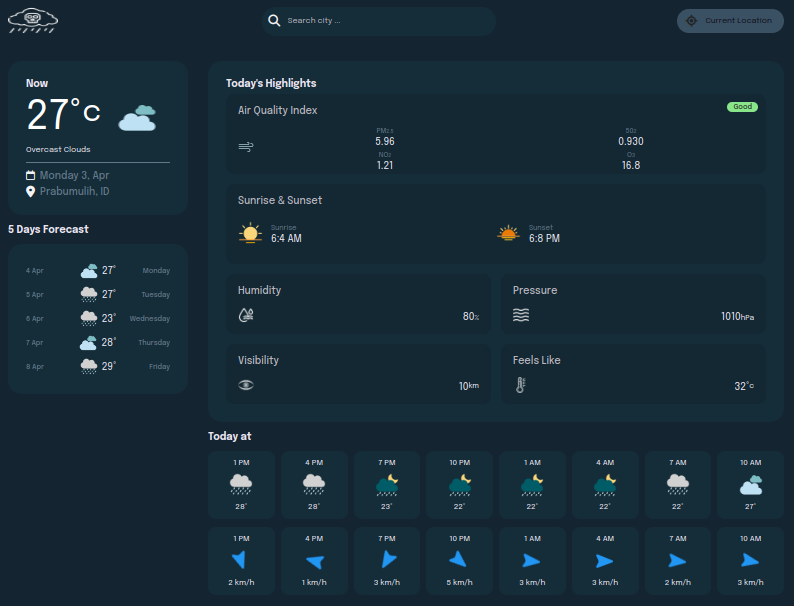 Search city ...
Current Location
Now
27°c
Overcast Clouds
Monday 3, Apr
Prabumulih, ID
5 Days Forecast
4 Apr 27° Monday
5 Apr 27° Tuesday
6 Apr 23° Wednesday
7 Apr 28° Thursday
8 Apr 29° Friday
Today's Highlights
Air Quality Index
Good
PM2.5 SO2
5.96 0.930
NO2 O3
1.21 16.8
Sunrise & Sunset
Sunrise
6:4 AM
Sunset
6:8 PM
Humidity
80%
Pressure
1010hPa
Visibility
10km
Feels Like
32°c
Today at
1 PM 4 PM 7 PM 10 PM 1 AM 4 AM 7 AM 10 AM
28° 28° 23° 22° 22° 22° 22° 27°
1 PM 4 PM 7 PM 10 PM 1 AM 4 AM 7 AM 10 AM
2 km/h 1 km/h 3 km/h 5 km/h 3 km/h 3 km/h 2 km/h 3 km/h